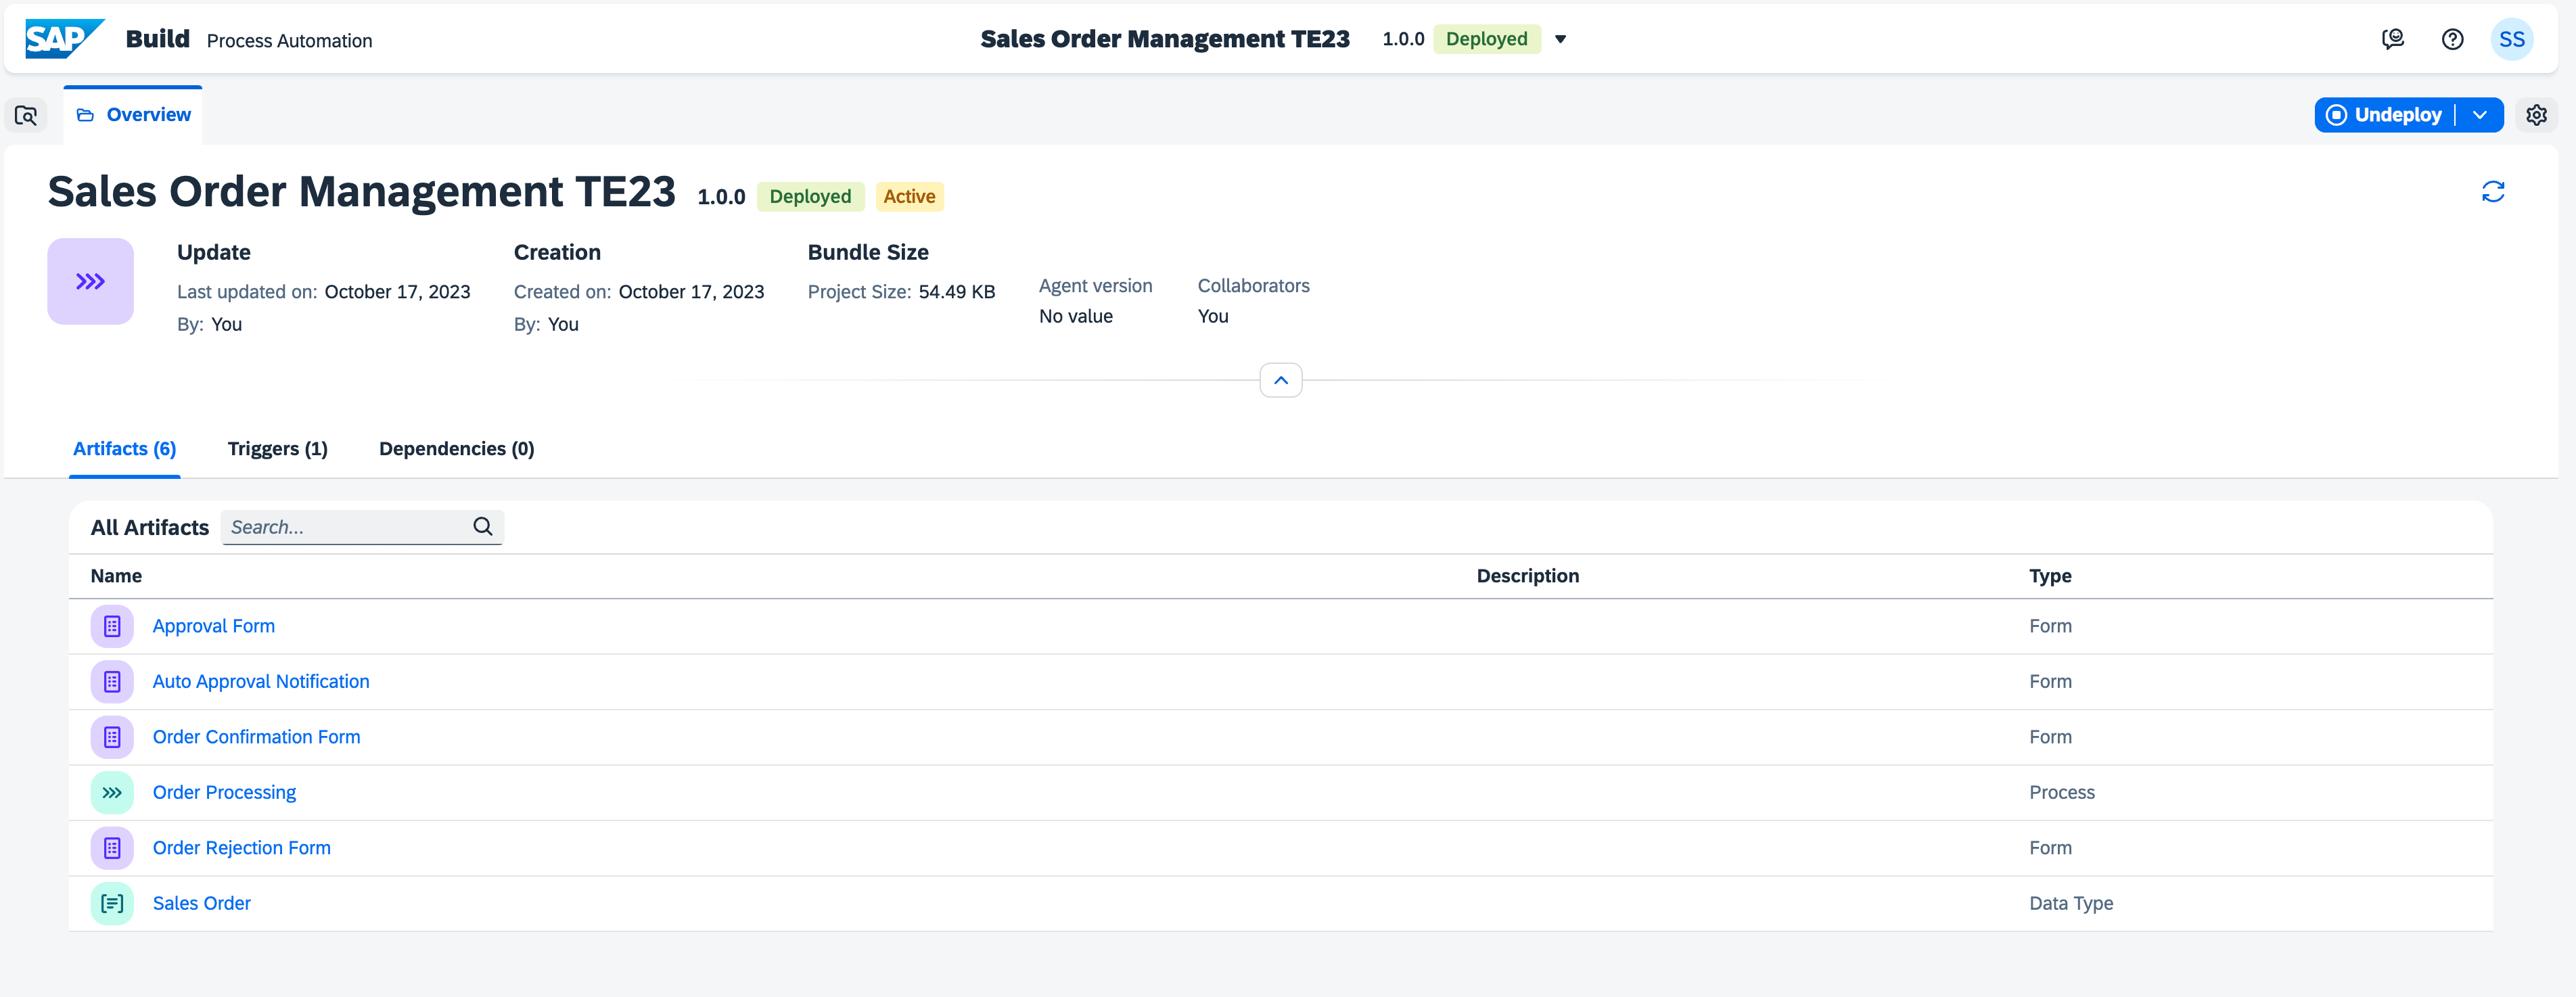 SAP Build Process Automation Sales Order Management TE23 1.0.0 Deployed SS
Overview Undeploy
Sales Order Management TE23 1.0.0 Deployed Active
Update Creation Bundle Size
Last updated on: October 17, 2023 Created on: October 17, 2023 Project Size: 54.49 KB Agent version Collaborators
By: You By: You No value You
Artifacts (6) Triggers (1) Dependencies (0)
All Artifacts Search...
Name Description Type
Approval Form Form
Auto Approval Notification Form
Order Confirmation Form Form
Order Processing Process
Order Rejection Form Form
Sales Order Data Type